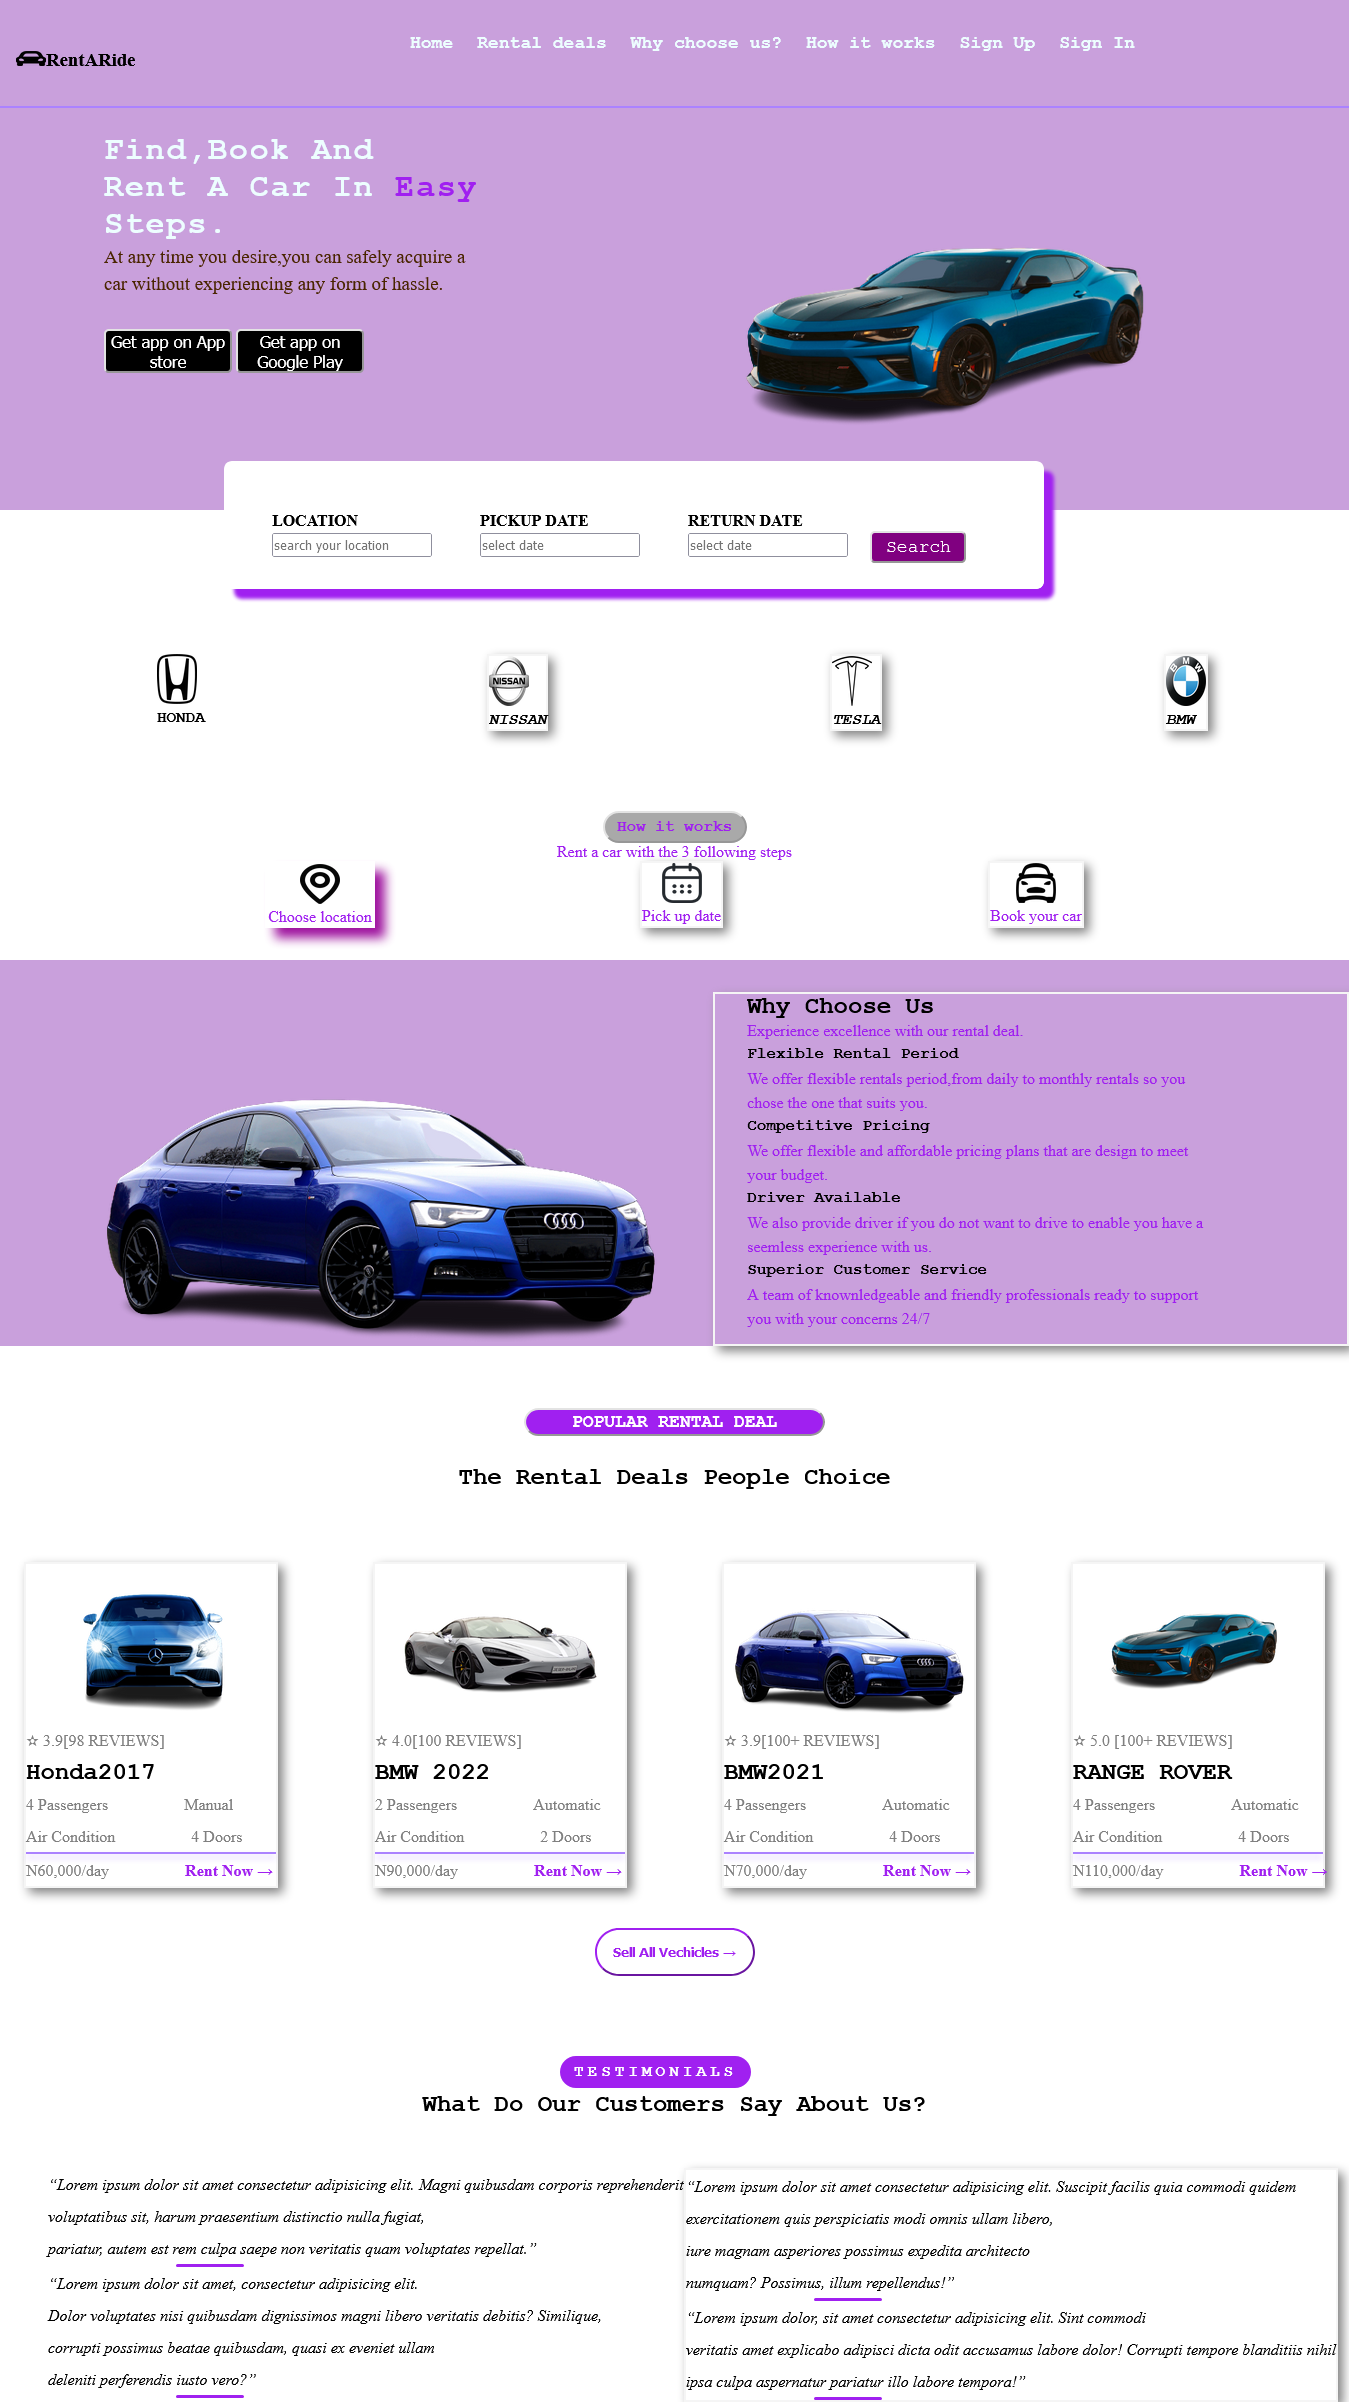 Home Rental deals Why choose us? How it works Sign Up Sign In
RentARide
Find,Book And
Rent A Car In Easy
Steps.
At any time you desire,you can safely acquire a
car without experiencing any form of hassle.
Get app on App
store
Get app on
Google Play
LOCATION
search your location
PICKUP DATE
select date
RETURN DATE
select date
Search
HONDA
NISSAN
NISSAN
TESLA
BMW
BMW
How it works
Rent a car with the 3 following steps
Choose location
Pick up date
Book your car
Why Choose Us
Experience excellence with our rental deal.
Flexible Rental Period
We offer flexible rentals period,from daily to monthly rentals so you
chose the one that suits you.
Competitive Pricing
We offer flexible and affordable pricing plans that are design to meet
your budget.
Driver Available
We also provide driver if you do not want to drive to enable you have a
seemless experience with us.
Superior Customer Service
A team of knownledgeable and friendly professionals ready to support
you with your concerns 24/7
POPULAR RENTAL DEAL
The Rental Deals People Choice
☆ 3.9[98 REVIEWS]
Honda2017
4 Passengers Manual
Air Condition 4 Doors
N60,000/day Rent Now →
☆ 4.0[100 REVIEWS]
BMW 2022
2 Passengers Automatic
Air Condition 2 Doors
N90,000/day Rent Now →
☆ 3.9[100+ REVIEWS]
BMW2021
4 Passengers Automatic
Air Condition 4 Doors
N70,000/day Rent Now →
☆ 5.0 [100+ REVIEWS]
RANGE ROVER
4 Passengers Automatic
Air Condition 4 Doors
N110,000/day Rent Now →
Sell All Vechicles →
TESTIMONIALS
What Do Our Customers Say About Us?
“Lorem ipsum dolor sit amet consectetur adipisicing elit. Magni quibusdam corporis reprehenderit
voluptatibus sit, harum praesentium distinctio nulla fugiat,
pariatur, autem est rem culpa saepe non veritatis quam voluptates repellat.”
“Lorem ipsum dolor sit amet, consectetur adipisicing elit.
Dolor voluptates nisi quibusdam dignissimos magni libero veritatis debitis? Similique,
corrupti possimus beatae quibusdam, quasi ex eveniet ullam
deleniti perferendis iusto vero?”
“Lorem ipsum dolor sit amet consectetur adipisicing elit. Suscipit facilis quia commodi quidem
exercitationem quis perspiciatis modi omnis ullam libero,
iure magnam asperiores possimus expedita architecto
numquam? Possimus, illum repellendus!”
“Lorem ipsum dolor, sit amet consectetur adipisicing elit. Sint commodi
veritatis amet explicabo adipisci dicta odit accusamus labore dolor! Corrupti tempore blanditiis nihil
ipsa culpa aspernatur pariatur illo labore tempora!”